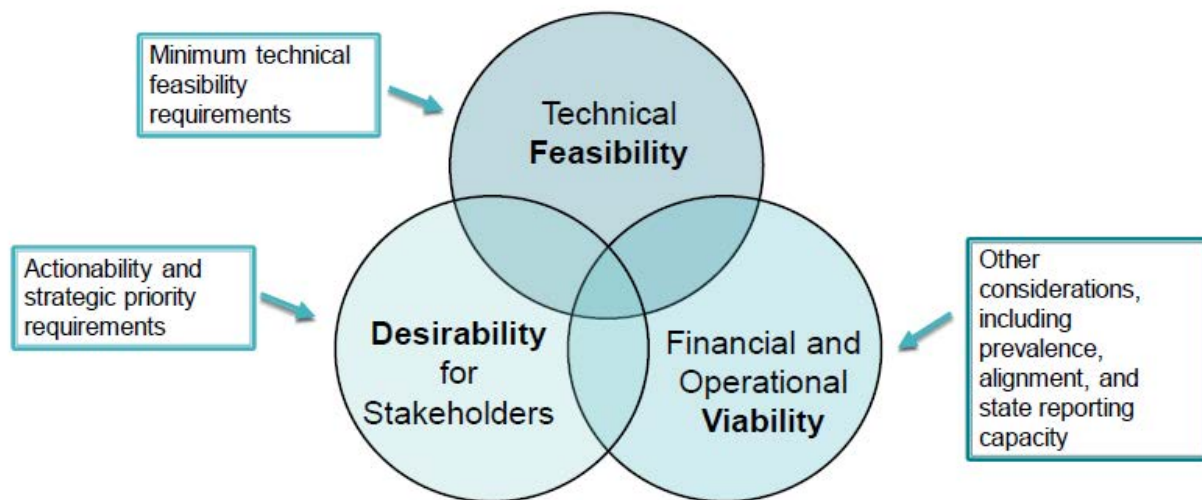 Minimum technical
feasibility
requirements
Technical
Feasibility
Actionability and
strategic priority
requirements
Desirability
for
Stakeholders
Financial and
Operational
Viability
Other
considerations,
including
prevalence,
alignment, and
state reporting
capacity